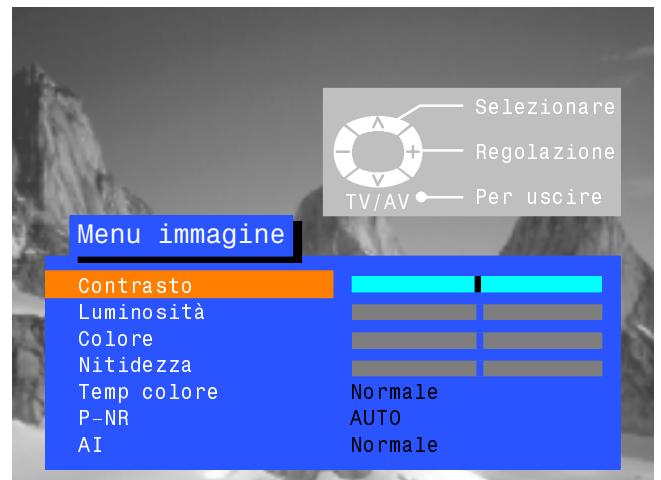 Selezionare
Regolazione
TV/AV Per uscire
Menu immagine
Contrasto
Luminosità
Colore
Nitidezza
Temp colore Normale
P-NR AUTO
AI Normale